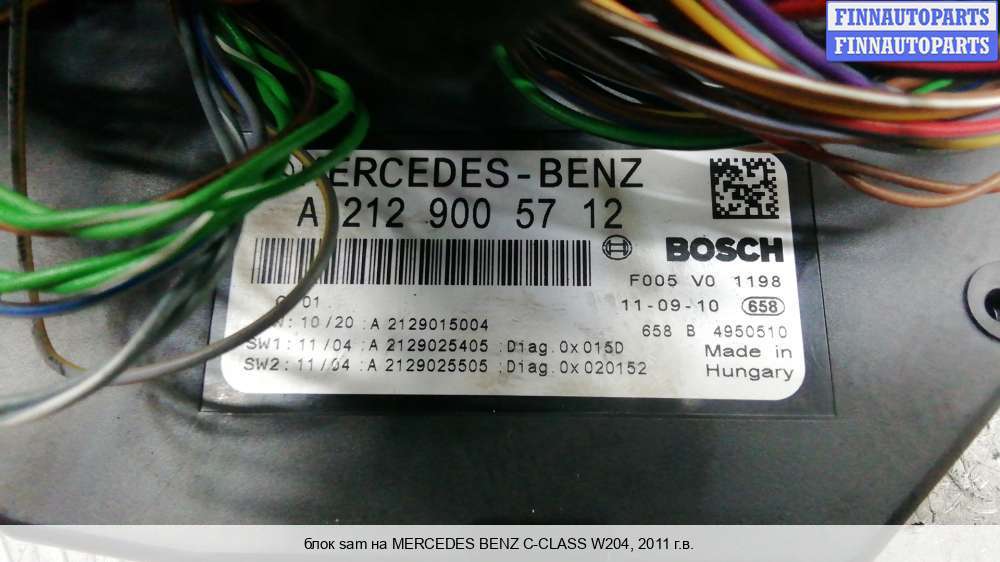 FINNAUTOPARTS
FINNAUTOPARTS
MERCEDES-BENZ
A 212 900 57 12
BOSCH
F005 V0 1198
11-09-10 658
10/20 : A 2129015004
658 B 4950510
SW1: 11/04 : A 2129025405 ;Diag.0x015D
Made in
SW2: 11/04 : A 2129025505 ;Diag.0x020152
Hungary
блок sam на MERCEDES BENZ C-CLASS W204, 2011 г.в.